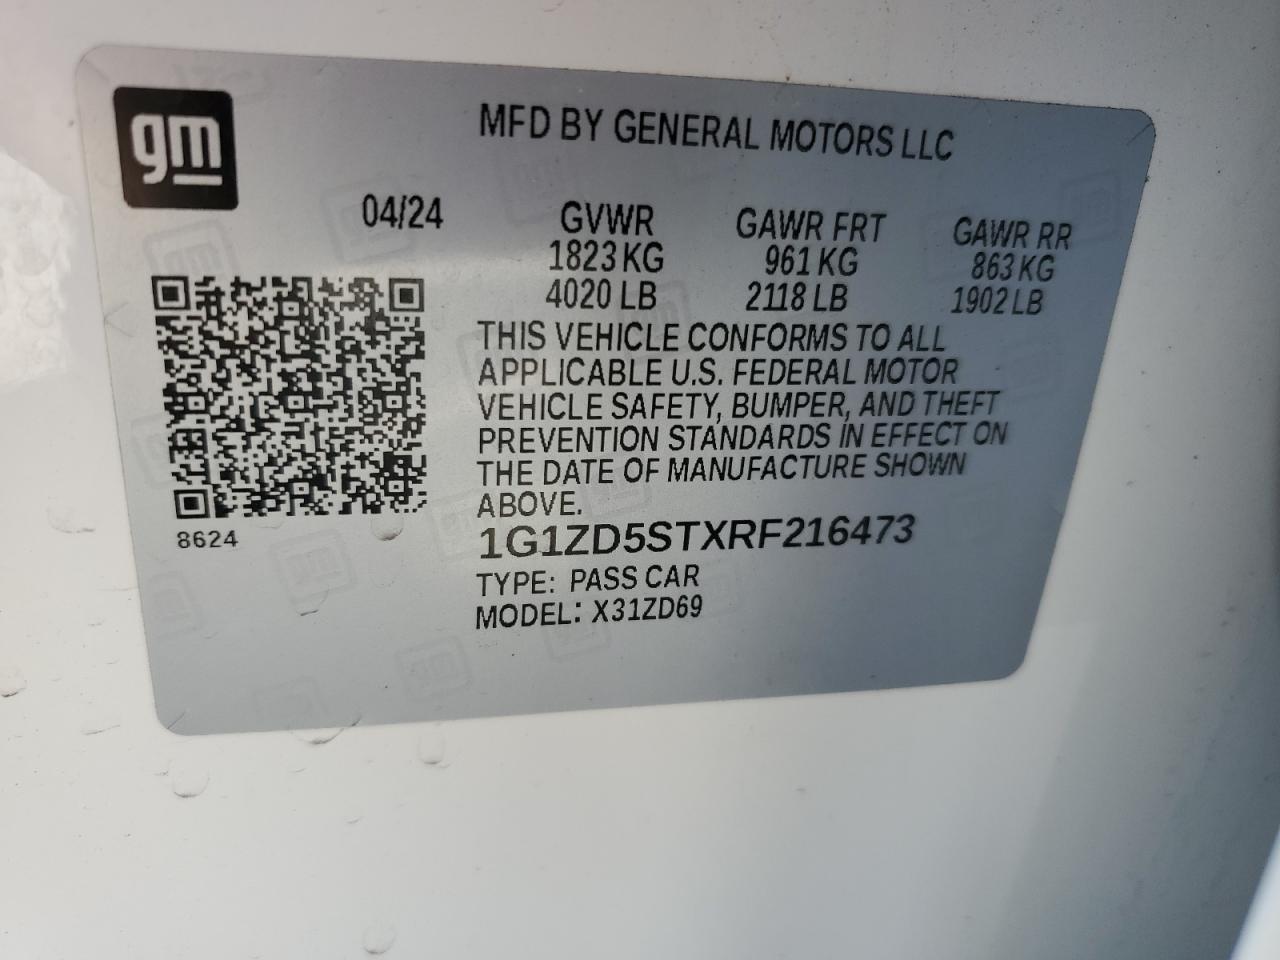 gm
MFD BY GENERAL MOTORS LLC
04/24 GVWR GAWR FRT GAWR RR
1823 KG 961 KG 863 KG
4020 LB 2118 LB 1902 LB
THIS VEHICLE CONFORMS TO ALL
APPLICABLE U.S. FEDERAL MOTOR
VEHICLE SAFETY, BUMPER, AND THEFT
PREVENTION STANDARDS IN EFFECT ON
THE DATE OF MANUFACTURE SHOWN
ABOVE.
8624
1G1ZD5STXRF216473
TYPE: PASS CAR
MODEL: X31ZD69